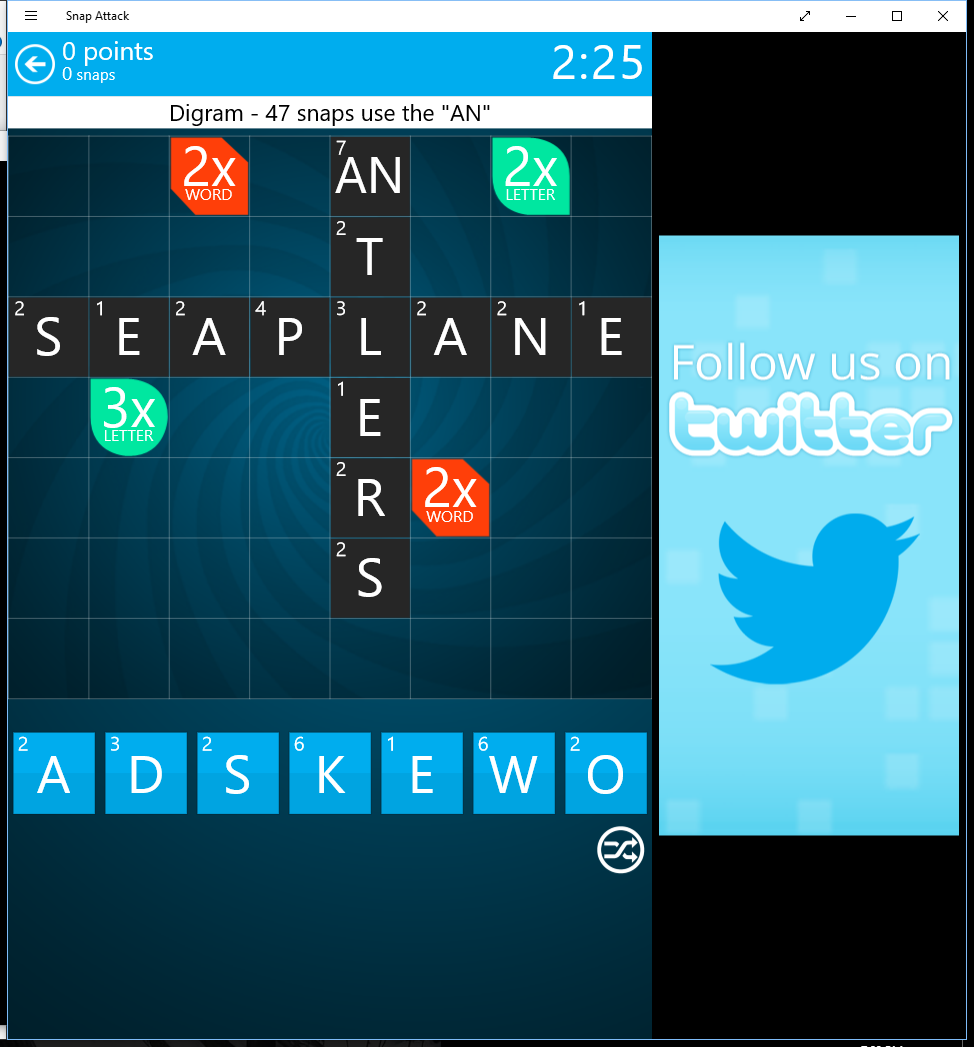 Snap Attack
0 points
0 snaps
2:25
Digram - 47 snaps use the "AN"
2x WORD 7 AN 2x LETTER
2 T
2 S 1 E 2 A 4 P 3 L 2 A 2 N 1 E
3x LETTER 1 E
2 R 2x WORD
2 S
2 A 3 D 2 S 6 K 1 E 6 W 2 O
Follow us on
twitter